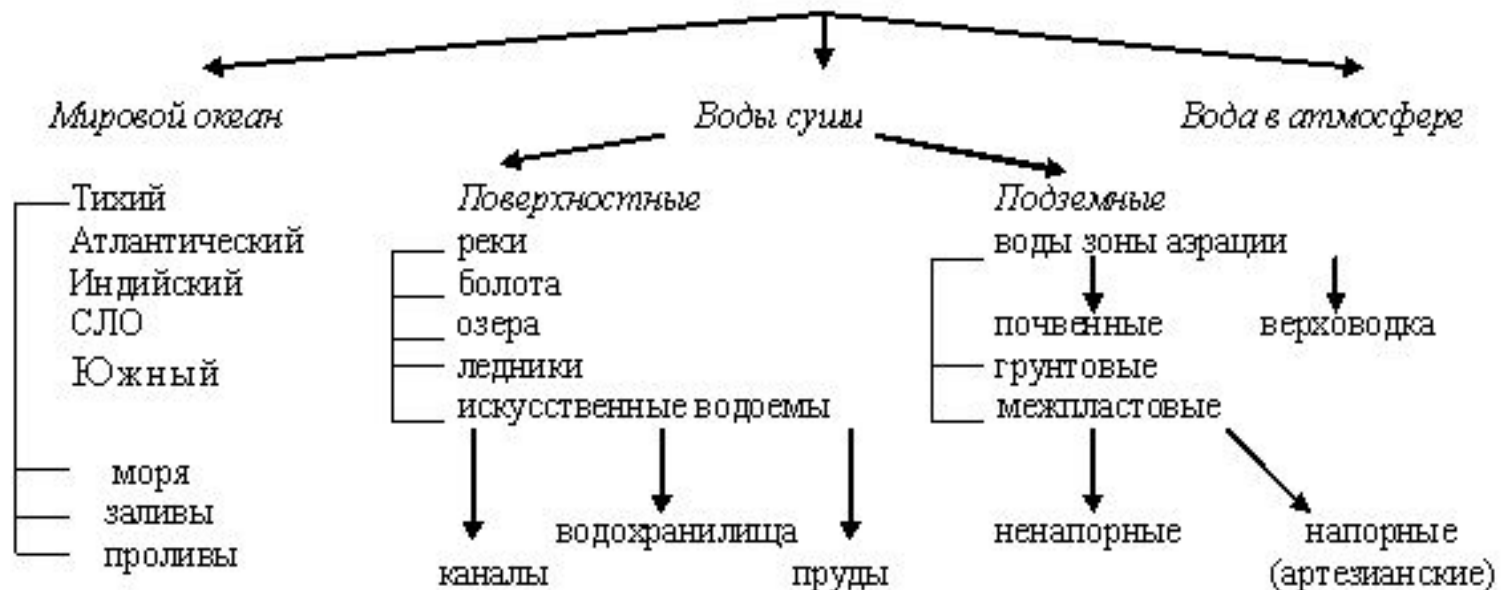 Мировой океан
Воды суши
Вода в атмосфере
Тихий
Атлантический
Индийский
СЛО
Южный
моря
заливы
проливы
Поверхностные
реки
болота
озера
ледники
искусственные водоемы
каналы
водохранилища
пруды
Подземные
воды зоны аэрации
почвенные
верховодка
грунтовые
межпластовые
ненапорные
напорные
(артезианские)